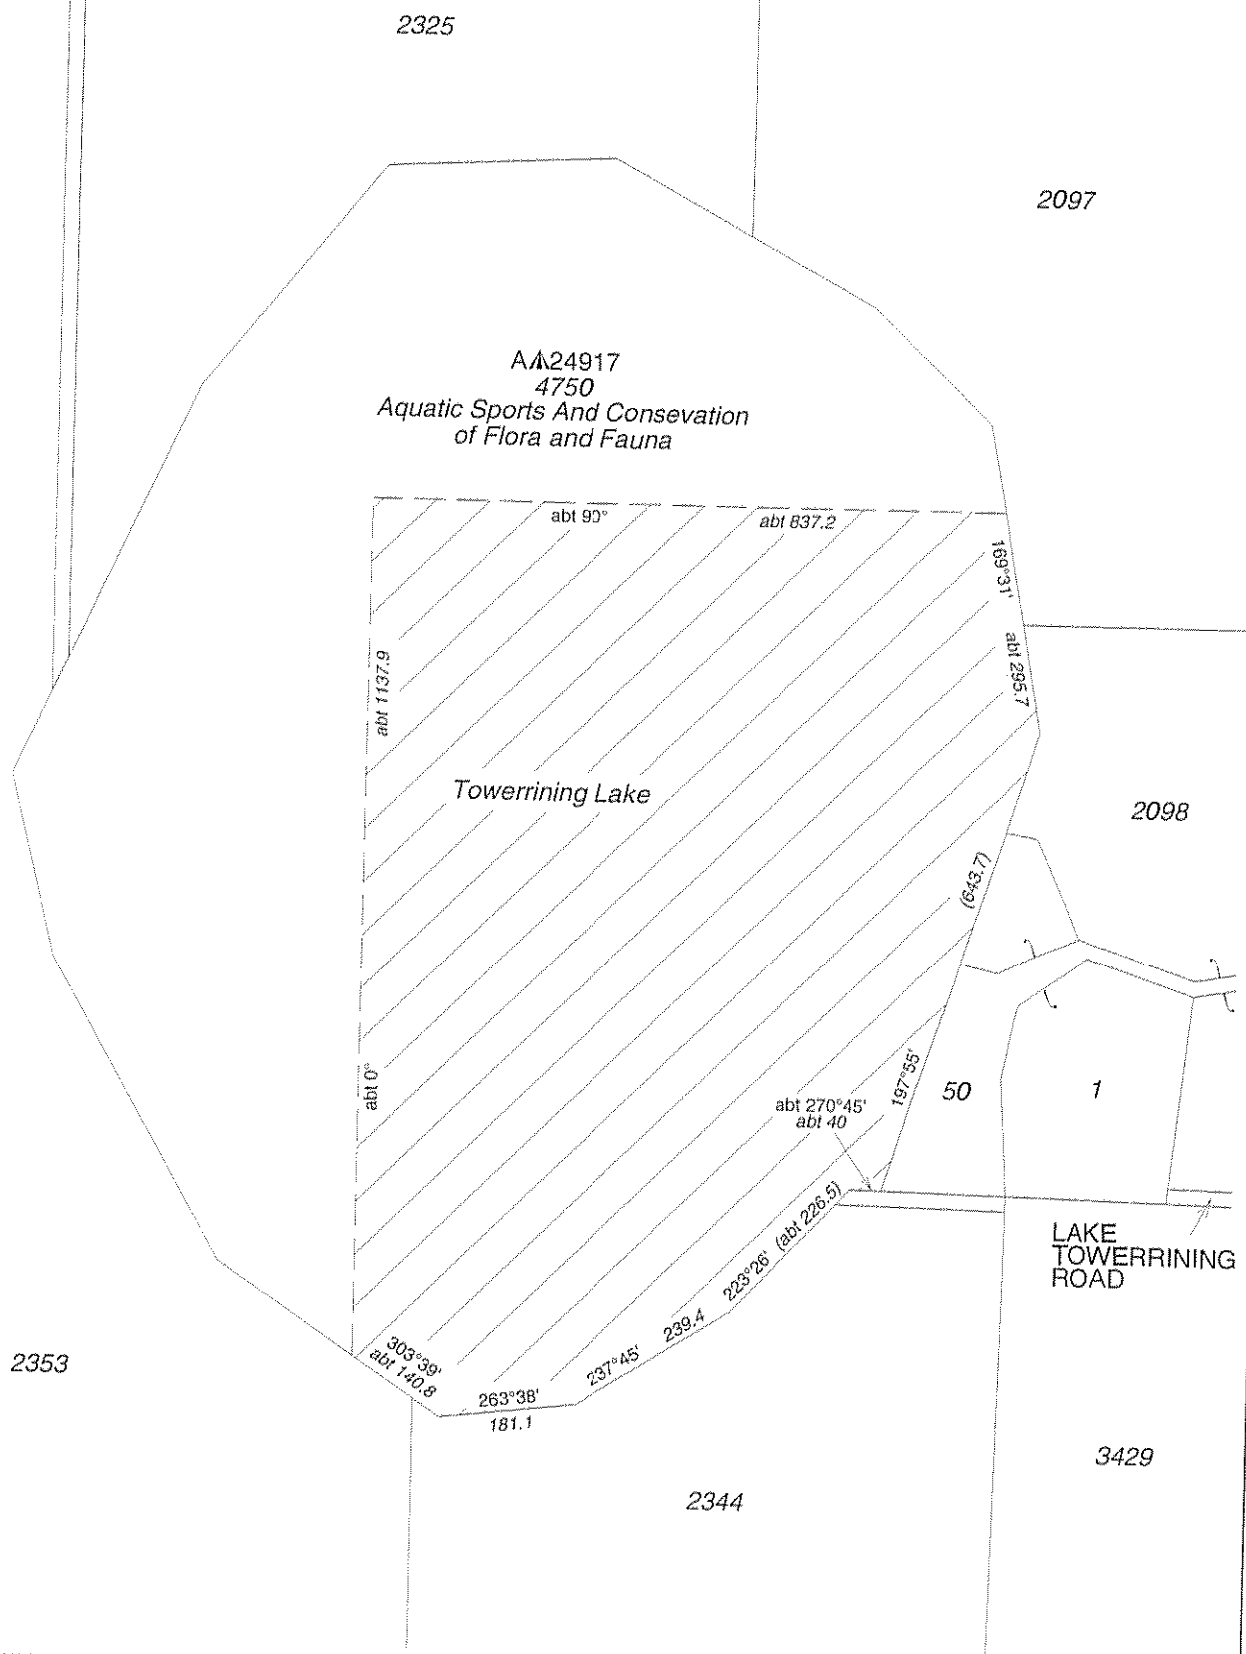 2325
2097
A 24917
4750
Aquatic Sports And Consevation
of Flora and Fauna
abt 90°
abt 837.2
169°31'
abt 295.7
abt 1137.9
Towerrining Lake
2098
(643.7)
197°55'
50
1
abt 0°
abt 270°45'
abt 40
223°26' (abt 226.5)
LAKE
TOWERRINING
ROAD
237°45' 239.4
303°39'
abt 140.8
263°38'
181.1
2353
3429
2344